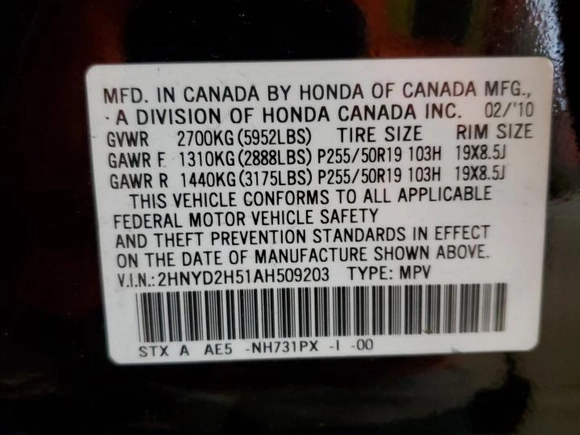 MFD. IN CANADA BY HONDA OF CANADA MFG.,
A DIVISION OF HONDA CANADA INC. 02/'10
GVWR 2700KG(5952LBS) TIRE SIZE RIM SIZE
GAWR F 1310KG(2888LBS) P255/50R19 103H 19X8.5J
GAWR R 1440KG(3175LBS) P255/50R19 103H 19X8.5J
THIS VEHICLE CONFORMS TO ALL APPLICABLE
FEDERAL MOTOR VEHICLE SAFETY
AND THEFT PREVENTION STANDARDS IN EFFECT
ON THE DATE OF MANUFACTURE SHOWN ABOVE.
V.I.N.:2HNYD2H51AH509203 TYPE: MPV
STX A AE5 -NH731PX -I -00